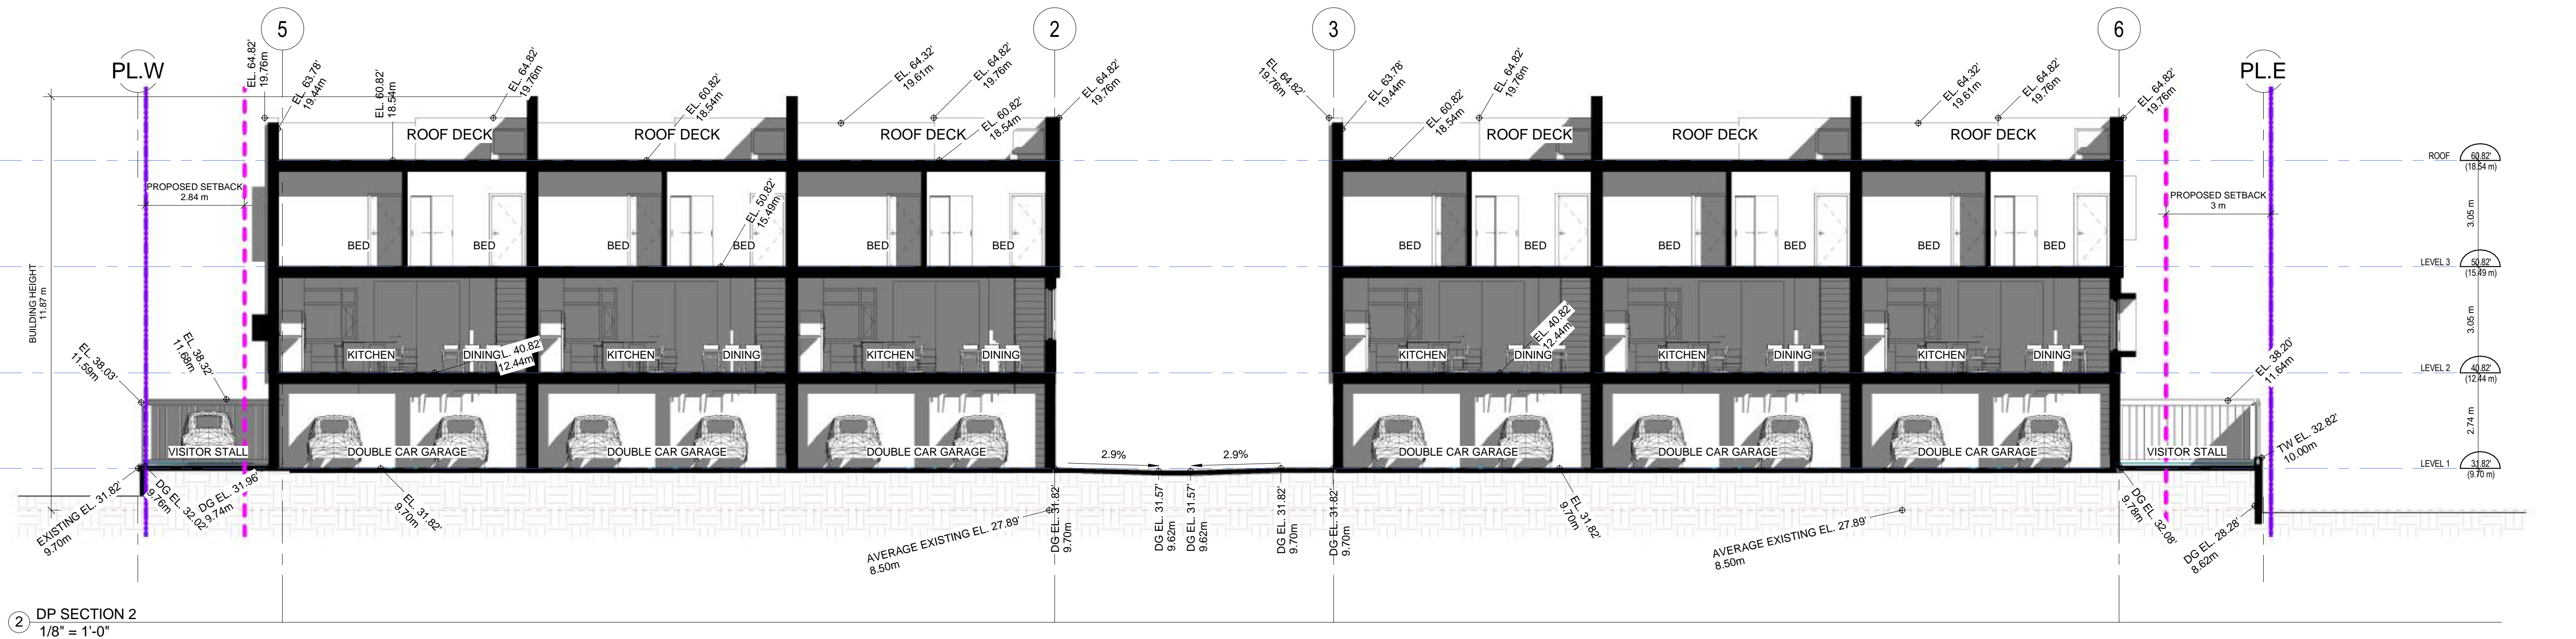 5
2
3
6
PL.W
PL.E
EL. 64.82'
19.76m
EL. 63.78'
19.44m
EL. 60.82'
18.54m
EL. 64.82'
19.76m
EL. 60.82'
18.54m
EL. 64.32'
19.61m
EL. 64.82'
19.76m
EL. 60.82'
18.54m
EL. 64.82'
19.76m
EL. 64.82'
19.76m
EL. 63.78'
19.44m
EL. 60.82'
18.54m
EL. 64.82'
19.76m
EL. 64.32'
19.61m
EL. 64.82'
19.76m
EL. 64.82'
19.76m
ROOF DECK
ROOF DECK
ROOF DECK
ROOF DECK
ROOF DECK
ROOF DECK
ROOF
60.82'
(18.54 m)
PROPOSED SETBACK
2.84 m
PROPOSED SETBACK
3 m
EL. 50.82'
15.49m
3.05 m
BED
BED
BED
BED
BED
BED
BED
BED
BED
BED
BED
BED
LEVEL 3
50.82'
(15.49 m)
BUILDING HEIGHT
11.87 m
3.05 m
EL. 40.82'
12.44m
KITCHEN
DINING
L. 40.82'
12.44m
KITCHEN
DINING
KITCHEN
DINING
KITCHEN
DINING
KITCHEN
DINING
KITCHEN
DINING
LEVEL 2
40.82'
(12.44 m)
EL. 38.03'
11.59m
EL. 38.32'
11.68m
EL. 38.20'
11.64m
2.74 m
VISITOR STALL
DOUBLE CAR GARAGE
DOUBLE CAR GARAGE
DOUBLE CAR GARAGE
2.9%
2.9%
DOUBLE CAR GARAGE
DOUBLE CAR GARAGE
DOUBLE CAR GARAGE
VISITOR STALL
TW EL. 32.82'
10.00m
LEVEL 1
31.82'
(9.70 m)
EXISTING EL. 31.82'
9.70m
DG EL. 32.02'
9.76m
DG EL. 31.96'
9.74m
EL. 31.82'
9.70m
AVERAGE EXISTING EL. 27.89'
8.50m
DG EL. 31.82'
9.70m
DG EL. 31.57'
9.62m
DG EL. 31.57'
9.62m
DG EL. 31.82'
9.70m
DG EL. 31.82'
9.70m
EL. 31.82'
9.70m
AVERAGE EXISTING EL. 27.89'
8.50m
DG EL. 32.08'
9.78m
DG EL. 28.28'
8.62m
2
DP SECTION 2
1/8" = 1'-0"